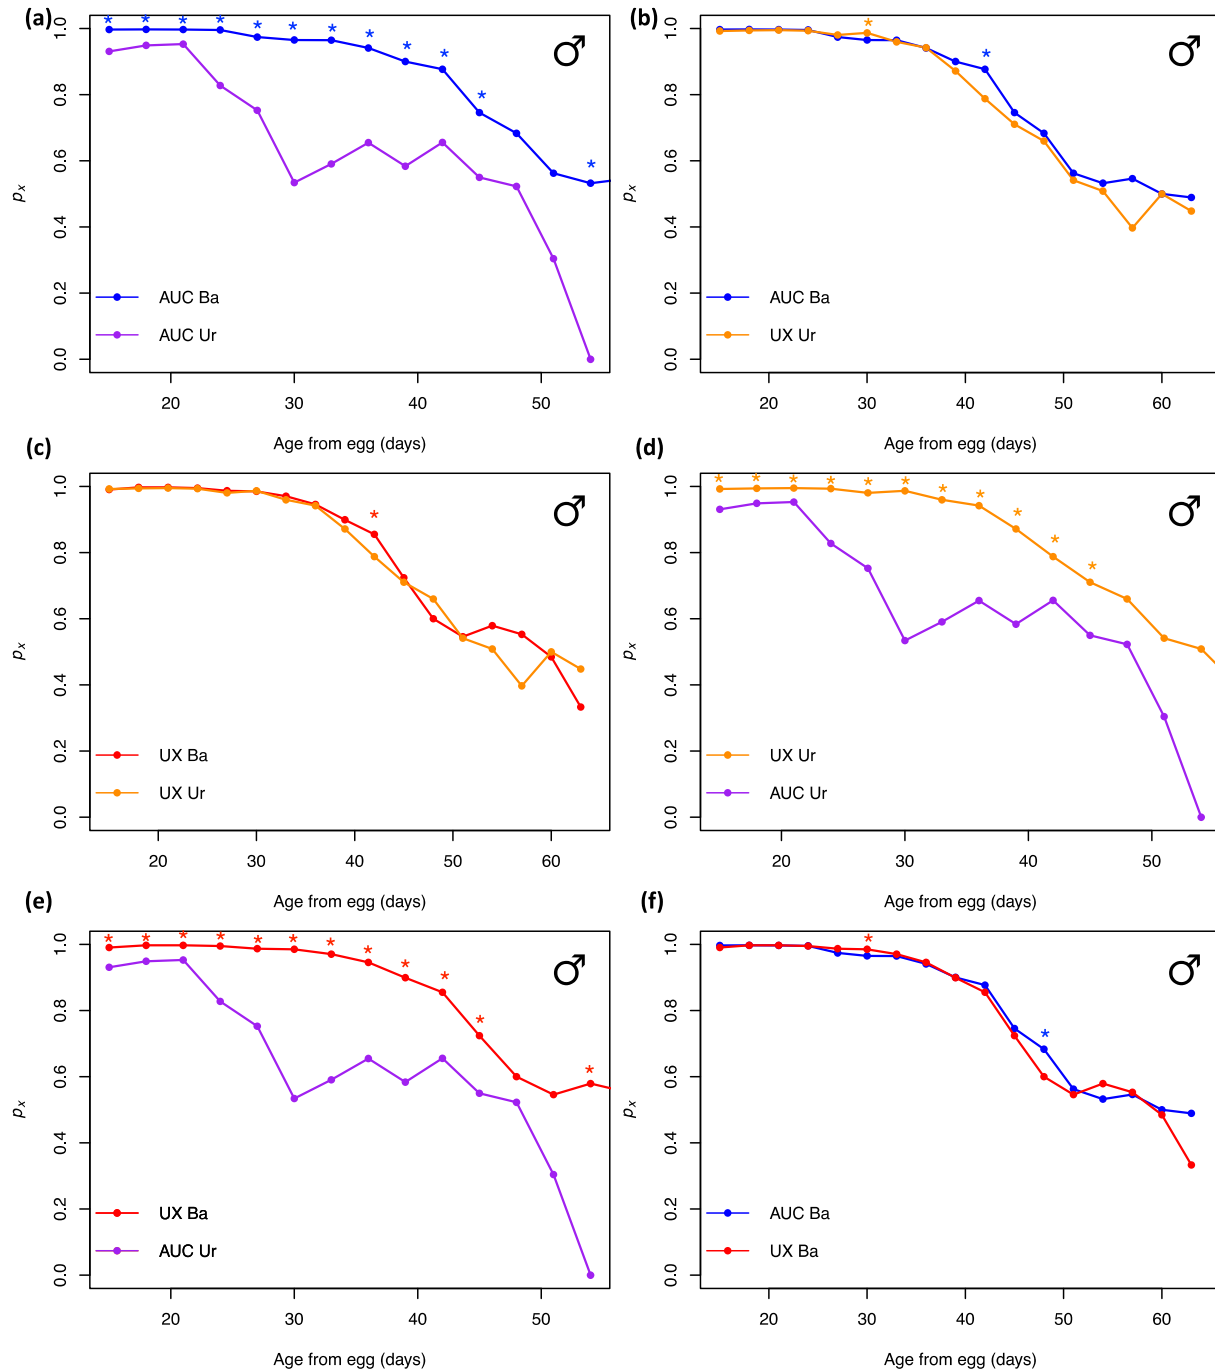 (a)
* * * * * * * * * * * *
1.0
0.8
0.6
0.4
0.2
0.0
px
♂
AUC Ba
AUC Ur
20 30 40 50
Age from egg (days)
(b)
* *
1.0
0.8
0.6
0.4
0.2
0.0
px
♂
AUC Ba
UX Ur
20 30 40 50 60
Age from egg (days)
(c)
*
1.0
0.8
0.6
0.4
0.2
0.0
px
♂
UX Ba
UX Ur
20 30 40 50 60
Age from egg (days)
(d)
* * * * * * * * * * *
1.0
0.8
0.6
0.4
0.2
0.0
px
♂
UX Ur
AUC Ur
20 30 40 50
Age from egg (days)
(e)
* * * * * * * * * * * *
1.0
0.8
0.6
0.4
0.2
0.0
px
♂
UX Ba
AUC Ur
20 30 40 50
Age from egg (days)
(f)
* *
1.0
0.8
0.6
0.4
0.2
0.0
px
♂
AUC Ba
UX Ba
20 30 40 50 60
Age from egg (days)